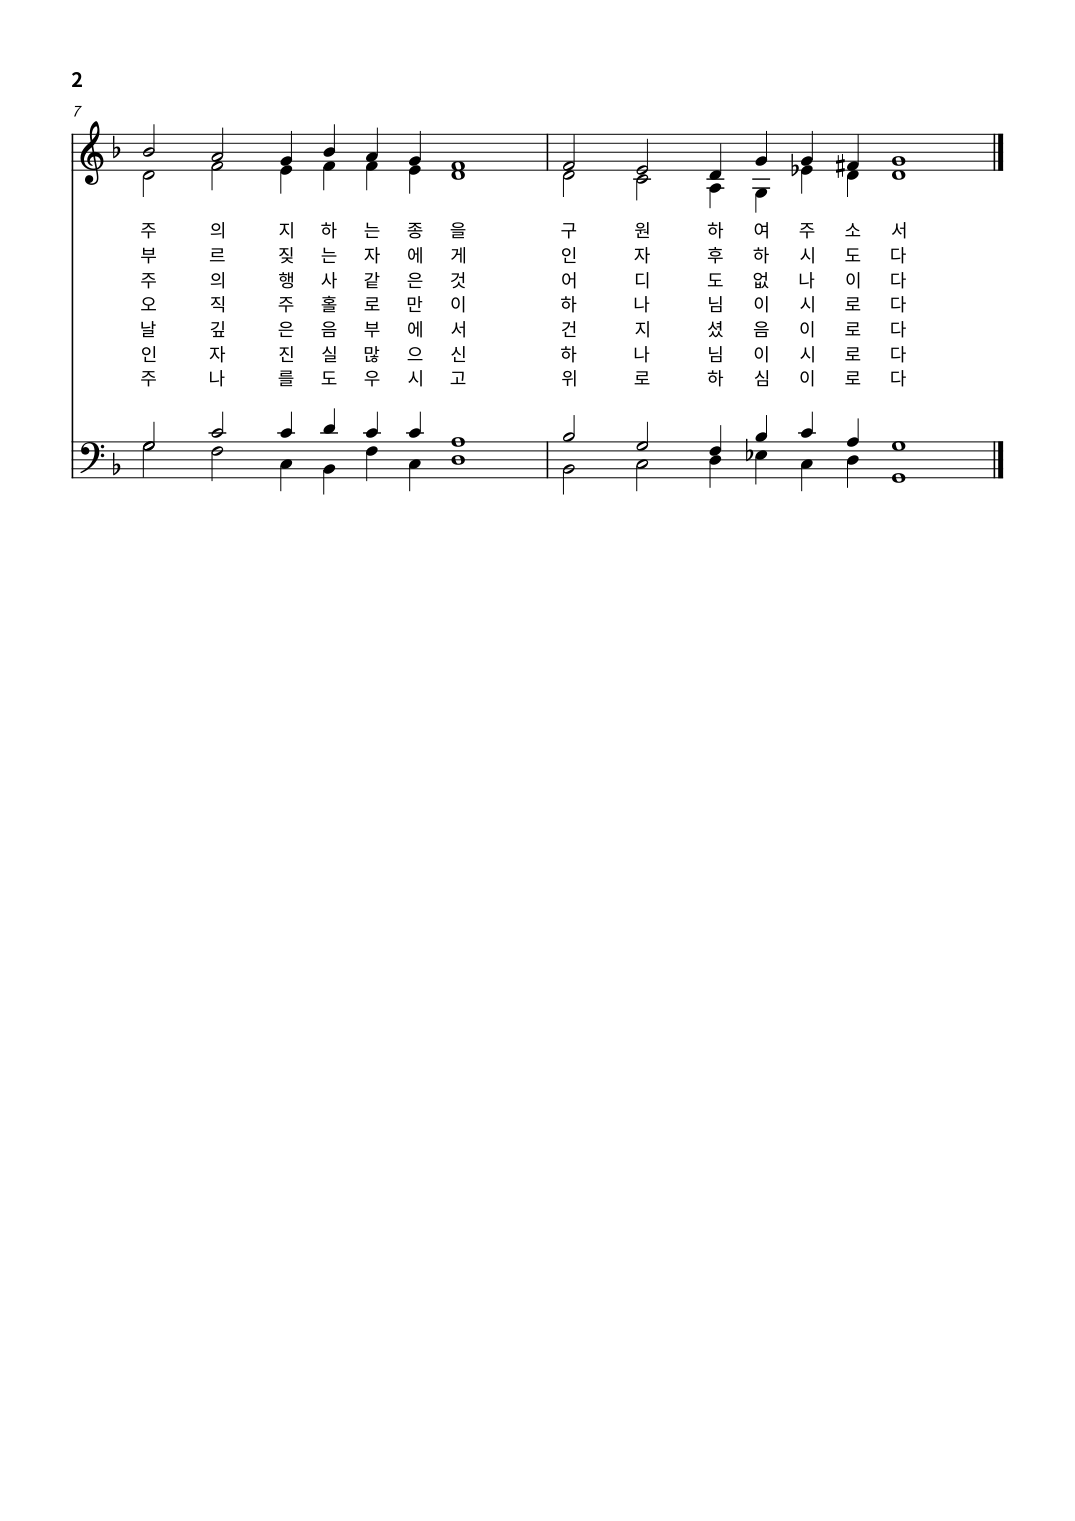 2
7
주 의 지 하 는 종 을 구 원 하 여 주 소 서
부 르 짖 는 자 에 게 인 자 후 하 시 도 다
주 의 행 사 같 은 것 어 디 도 없 나 이 다
오 직 주 홀 로 만 이 하 나 님 이 시 로 다
날 깊 은 음 부 에 서 건 지 셨 음 이 로 다
인 자 진 실 많 으 신 하 나 님 이 시 로 다
주 나 를 도 우 시 고 위 로 하 심 이 로 다